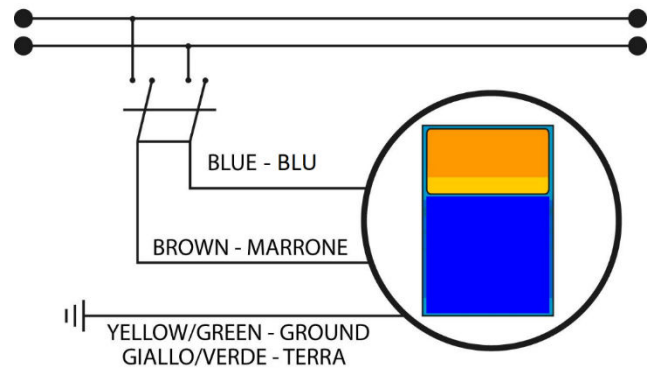 BLUE - BLU
BROWN - MARRONE
YELLOW/GREEN - GROUND
GIALLO/VERDE - TERRA